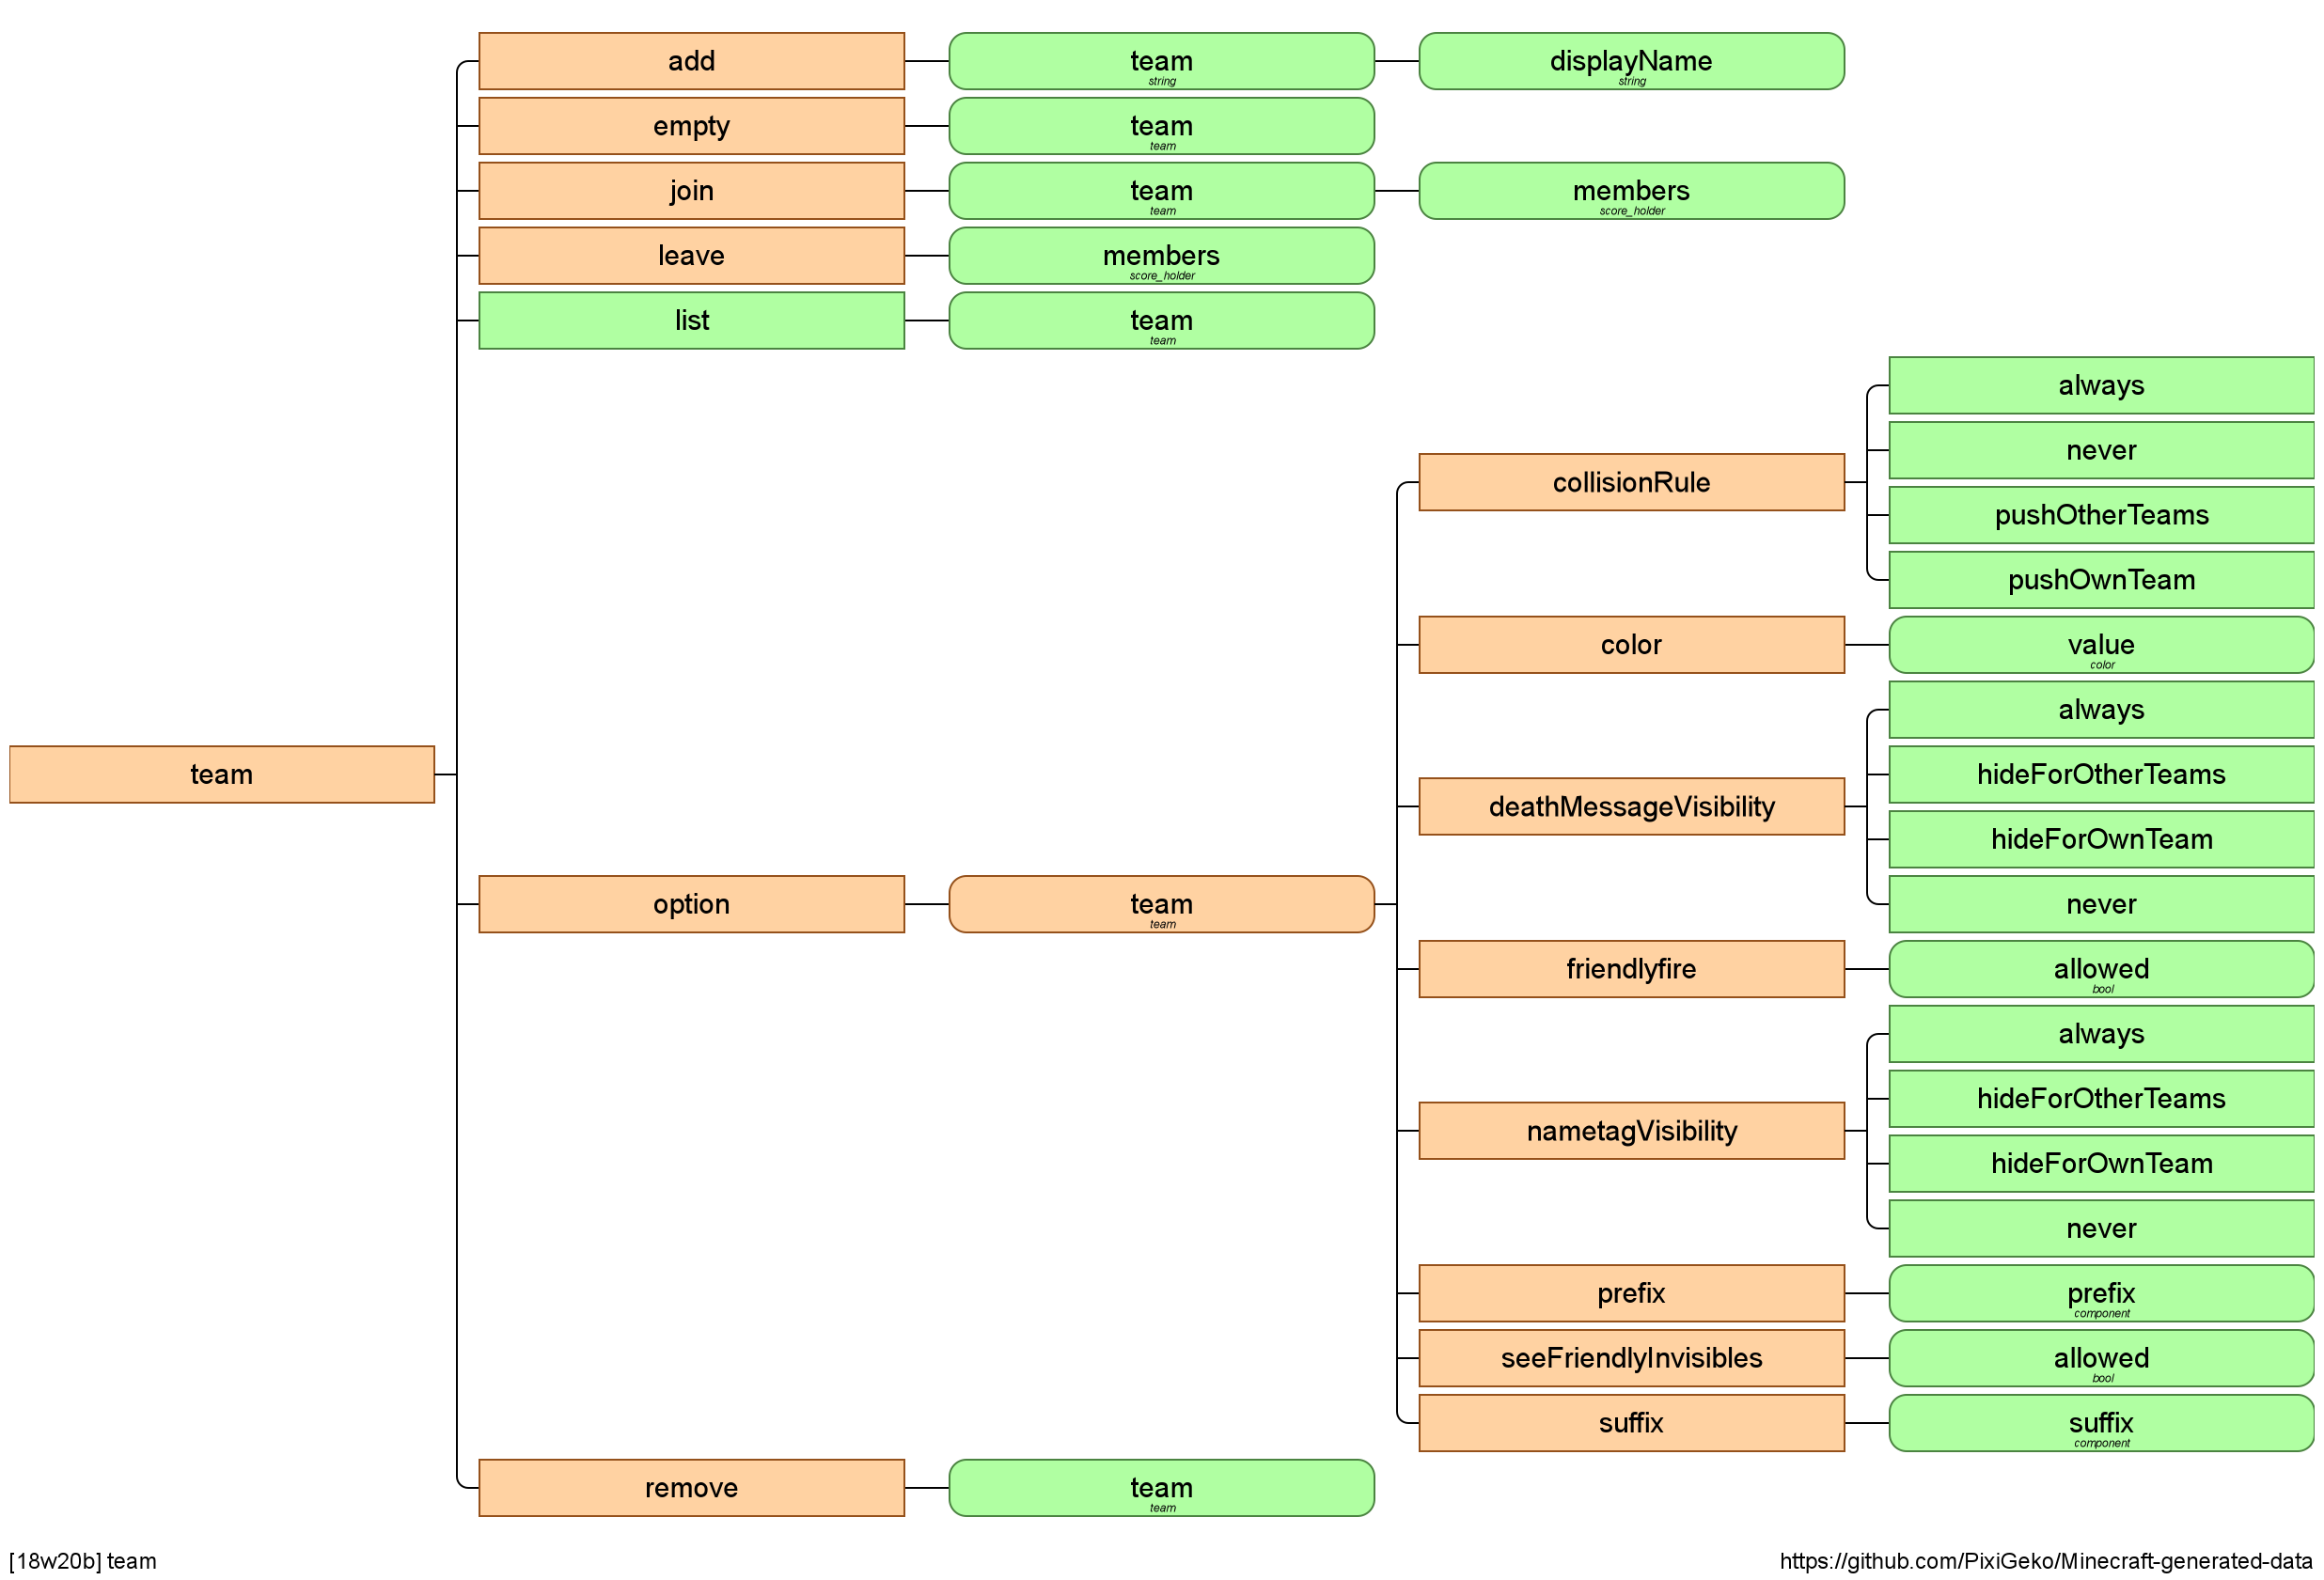 add
team
string
displayName
string
empty
team
team
join
team
team
members
score_holder
leave
members
score_holder
list
team
team
team
option
team
team
collisionRule
always
never
pushOtherTeams
pushOwnTeam
color
value
color
deathMessageVisibility
always
hideForOtherTeams
hideForOwnTeam
never
friendlyfire
allowed
bool
nametagVisibility
always
hideForOtherTeams
hideForOwnTeam
never
prefix
prefix
component
seeFriendlyInvisibles
allowed
bool
suffix
suffix
component
remove
team
team
[18w20b] team
https://github.com/PixiGeko/Minecraft-generated-data